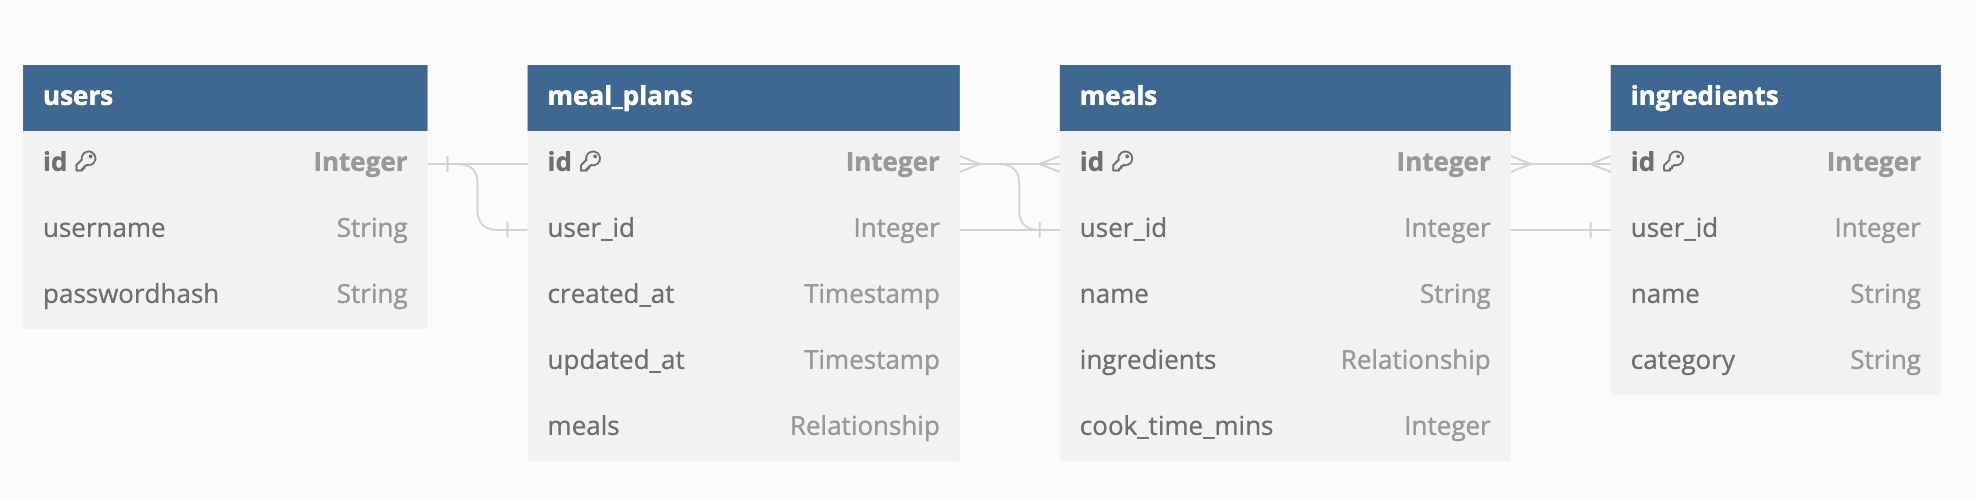 users
id Integer
username String
passwordhash String
meal_plans
id Integer
user_id Integer
created_at Timestamp
updated_at Timestamp
meals Relationship
meals
id Integer
user_id Integer
name String
ingredients Relationship
cook_time_mins Integer
ingredients
id Integer
user_id Integer
name String
category String